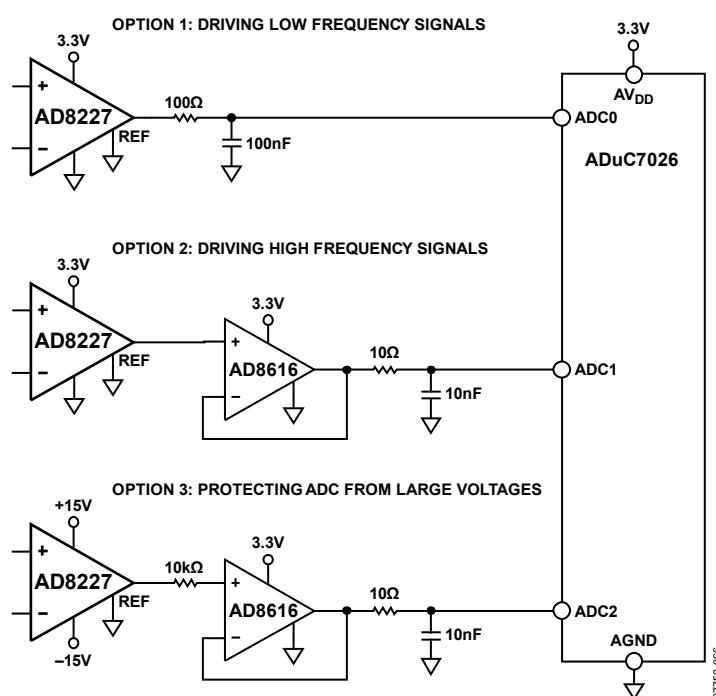 OPTION 1: DRIVING LOW FREQUENCY SIGNALS
3.3V
3.3V
AVDD
+
AD8227
−
REF
100Ω
100nF
ADC0
ADuC7026
OPTION 2: DRIVING HIGH FREQUENCY SIGNALS
3.3V
+
AD8227
−
REF
3.3V
+
AD8616
−
10Ω
10nF
ADC1
OPTION 3: PROTECTING ADC FROM LARGE VOLTAGES
+15V
+
AD8227
−
REF
−15V
10kΩ
3.3V
+
AD8616
−
10Ω
10nF
ADC2
AGND